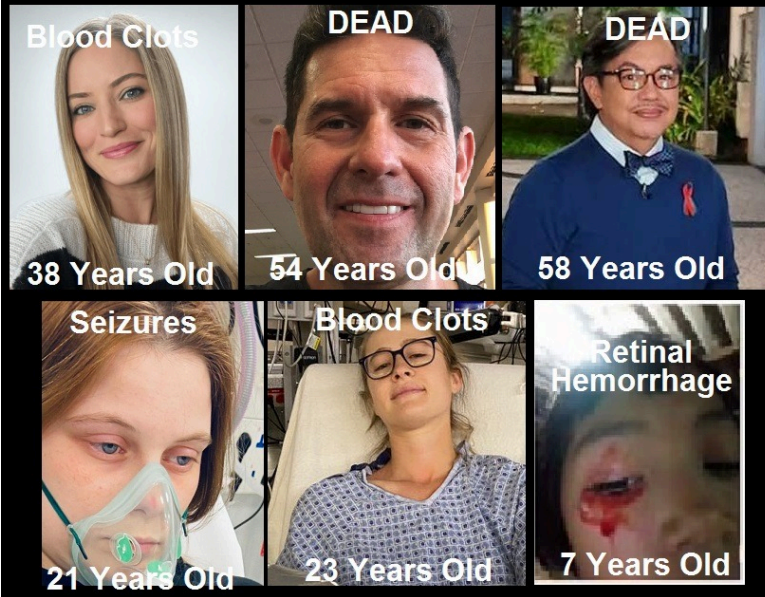 Blood Clots
38 Years Old
DEAD
54 Years Old
DEAD
58 Years Old
Seizures
21 Years Old
Blood Clots
23 Years Old
Retinal
Hemorrhage
7 Years Old